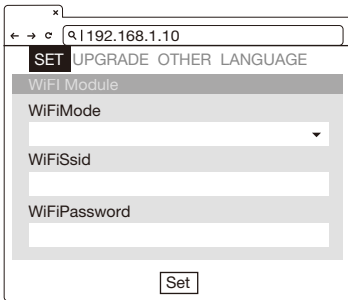 192.168.1.10
SET UPGRADE OTHER LANGUAGE
WiFI Module
WiFiMode
WiFiSsid
WiFiPassword
Set